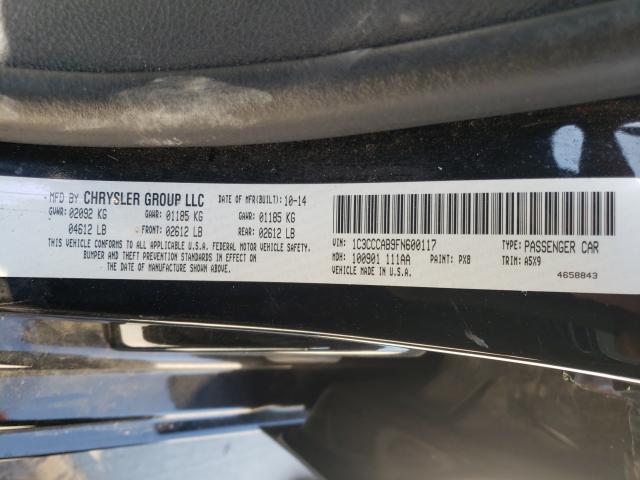 MFD BY CHRYSLER GROUP LLC DATE OF MFR(BUILT): 10-14
GVWR: 02092 KG GAWR: 01185 KG GAWR: 01185 KG
04612 LB FRONT: 02612 LB REAR: 02612 LB
THIS VEHICLE CONFORMS TO ALL APPLICABLE U.S.A. FEDERAL MOTOR VEHICLE SAFETY,
BUMPER AND THEFT PREVENTION STANDARDS IN EFFECT ON
THE DATE OF MANUFACTURE SHOWN ABOVE.
VIN: 1C3CCCAB9FN600117 TYPE: PASSENGER CAR
MDH: 100901 111AA PAINT: PX8 TRIM: A5X9
VEHICLE MADE IN U.S.A. 4658843